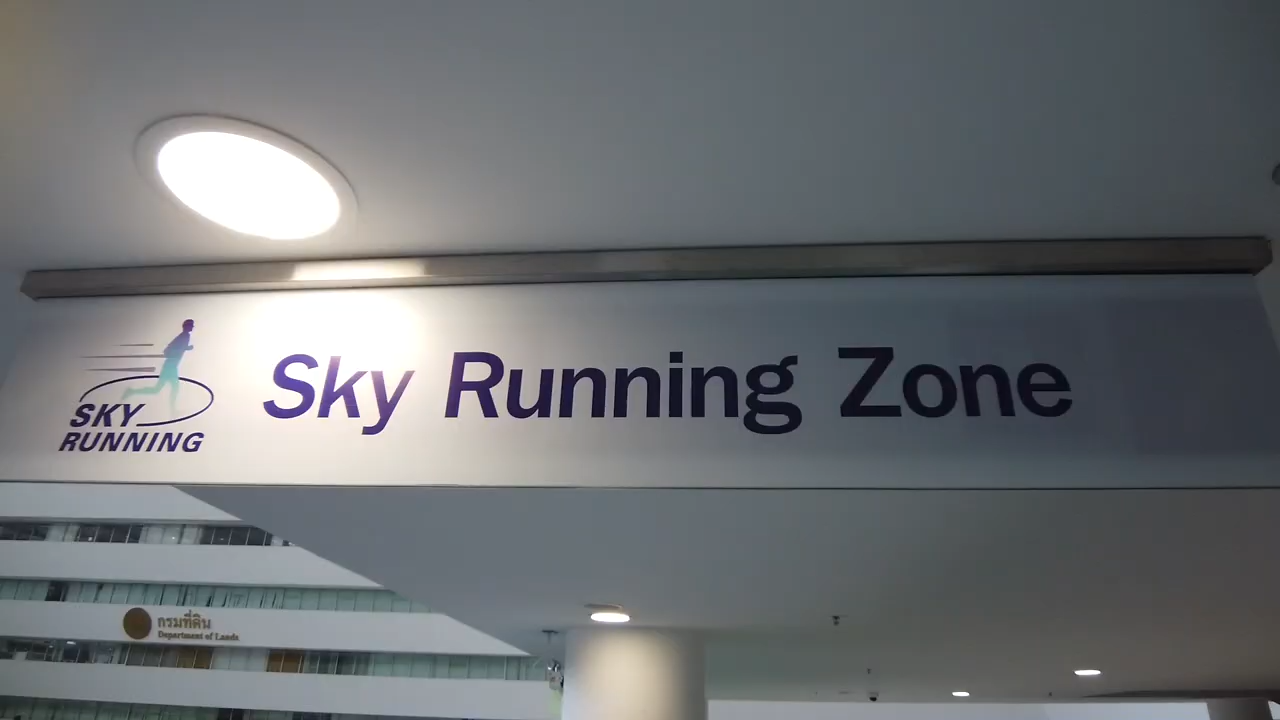 SKY
RUNNING
Sky Running Zone
กรมที่ดิน
Department of Lands